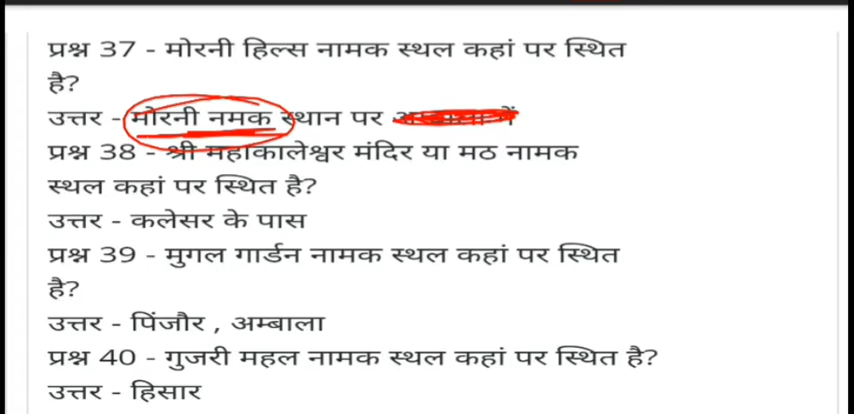 प्रश्न 37 - मोरनी हिल्स नामक स्थल कहां पर स्थित
है?
उत्तर - मोरनी नमक स्थान पर में
प्रश्न 38 - श्री महाकालेश्वर मंदिर या मठ नामक
स्थल कहां पर स्थित है?
उत्तर - कलेसर के पास
प्रश्न 39 - मुगल गार्डन नामक स्थल कहां पर स्थित
है?
उत्तर - पिंजौर , अम्बाला
प्रश्न 40 - गुजरी महल नामक स्थल कहां पर स्थित है?
उत्तर - हिसार